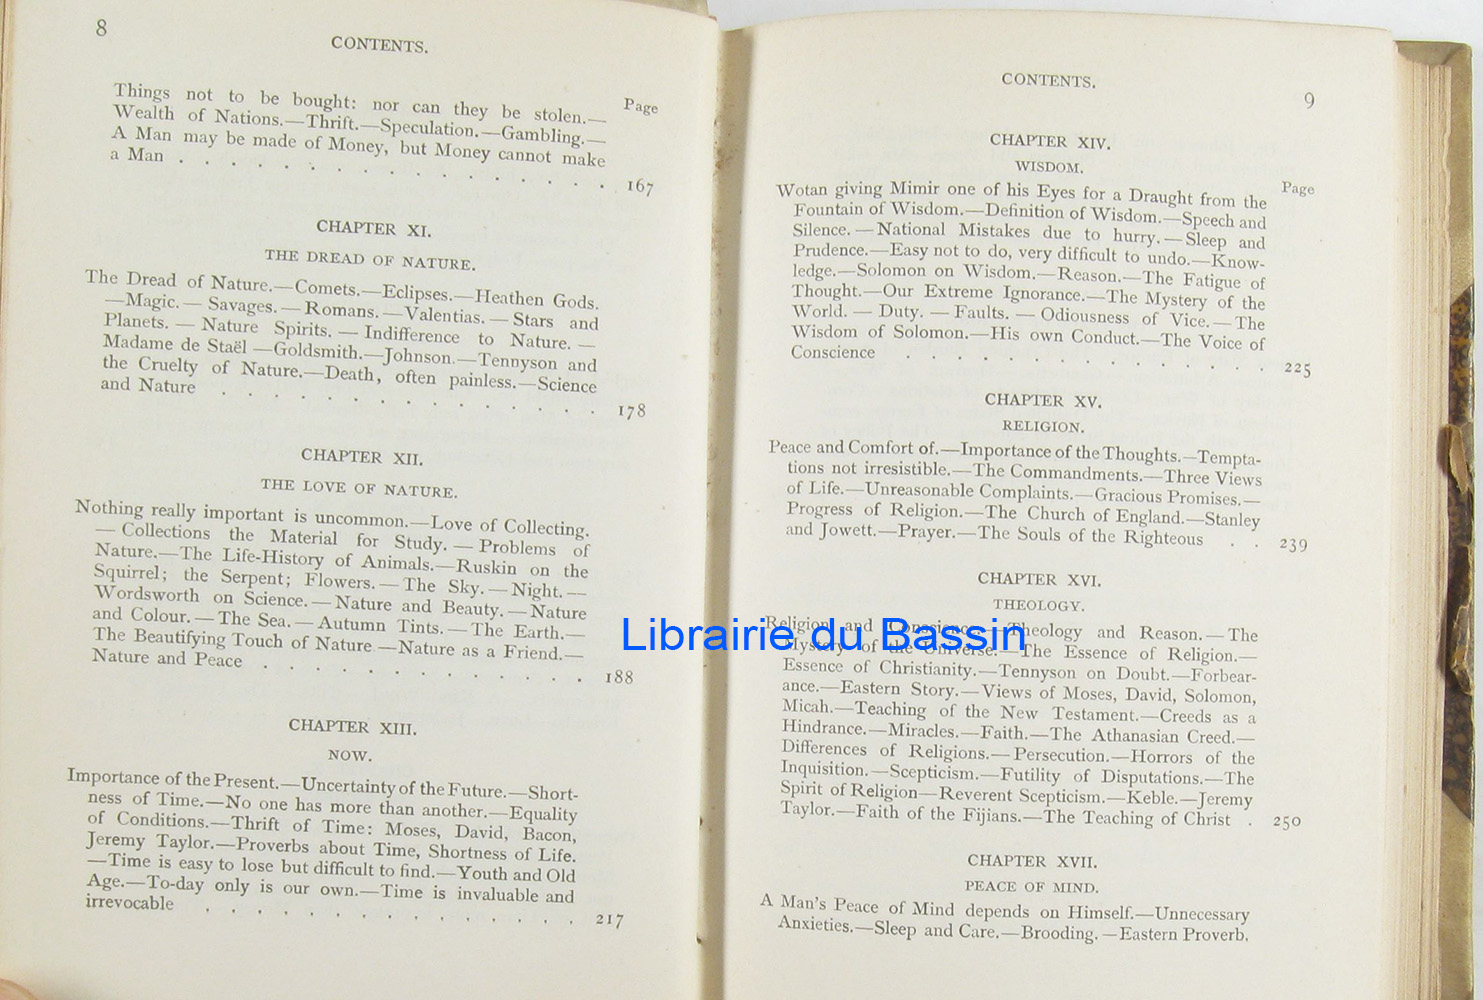 8
CONTENTS.
Page
Things not to be bought: nor can they be stolen.—
Wealth of Nations.—Thrift.—Speculation.—Gambling.—
A Man may be made of Money, but Money cannot make
a Man . . . . . . . . . . . . . . . . . 167
CHAPTER XI.
THE DREAD OF NATURE.
The Dread of Nature.—Comets.—Eclipses.—Heathen Gods.
—Magic.—Savages.—Romans.—Valentias.—Stars and
Planets.—Nature Spirits.—Indifference to Nature.—
Madame de Staël—Goldsmith.—Johnson.—Tennyson and
the Cruelty of Nature.—Death, often painless.—Science
and Nature . . . . . . . . . . . . . . . 178
CHAPTER XII.
THE LOVE OF NATURE.
Nothing really important is uncommon.—Love of Collecting.
—Collections the Material for Study.—Problems of
Nature.—The Life-History of Animals.—Ruskin on the
Squirrel; the Serpent; Flowers.—The Sky.—Night.—
Wordsworth on Science.—Nature and Beauty.—Nature
and Colour.—The Sea.—Autumn Tints.—The Earth.—
The Beautifying Touch of Nature.—Nature as a Friend.—
Nature and Peace . . . . . . . . . . . . 188
CHAPTER XIII.
NOW.
Importance of the Present.—Uncertainty of the Future.—Short-
ness of Time.—No one has more than another.—Equality
of Conditions.—Thrift of Time: Moses, David, Bacon,
Jeremy Taylor.—Proverbs about Time, Shortness of Life.
—Time is easy to lose but difficult to find.—Youth and Old
Age.—To-day only is our own.—Time is invaluable and
irrevocable . . . . . . . . . . . . . . 217
CONTENTS.
9
CHAPTER XIV.
WISDOM.
Page
Wotan giving Mimir one of his Eyes for a Draught from the
Fountain of Wisdom.—Definition of Wisdom.—Speech and
Silence.—National Mistakes due to hurry.—Sleep and
Prudence.—Easy not to do, very difficult to undo.—Know-
ledge.—Solomon on Wisdom.—Reason.—The Fatigue of
Thought.—Our Extreme Ignorance.—The Mystery of the
World.—Duty.—Faults.—Odiousness of Vice.—The
Wisdom of Solomon.—His own Conduct.—The Voice of
Conscience . . . . . . . . . . . . . . 225
CHAPTER XV.
RELIGION.
Peace and Comfort of.—Importance of the Thoughts.—Tempta-
tions not irresistible.—The Commandments.—Three Views
of Life.—Unreasonable Complaints.—Gracious Promises.—
Progress of Religion.—The Church of England.—Stanley
and Jowett.—Prayer.—The Souls of the Righteous . . 239
CHAPTER XVI.
THEOLOGY.
Religion and Conscience.—Theology and Reason.—The
Mystery of the Universe.—The Essence of Religion.—
Essence of Christianity.—Tennyson on Doubt.—Forbear-
ance.—Eastern Story.—Views of Moses, David, Solomon,
Micah.—Teaching of the New Testament.—Creeds as a
Hindrance.—Miracles.—Faith.—The Athanasian Creed.—
Differences of Religions.—Persecution.—Horrors of the
Inquisition.—Scepticism.—Futility of Disputations.—The
Spirit of Religion—Reverent Scepticism.—Keble.—Jeremy
Taylor.—Faith of the Fijians.—The Teaching of Christ . 250
CHAPTER XVII.
PEACE OF MIND.
A Man's Peace of Mind depends on Himself.—Unnecessary
Anxieties.—Sleep and Care.—Brooding.—Eastern Proverb.
Librairie du Bassin